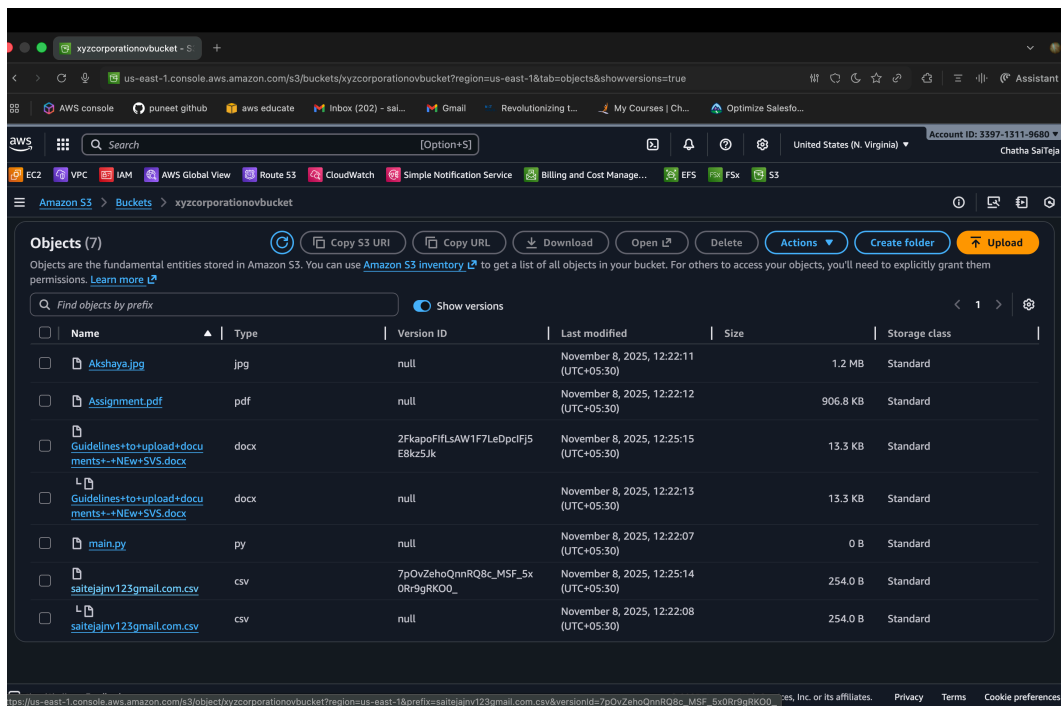 xyzcorporationovbucket - S
us-east-1.console.aws.amazon.com/s3/buckets/xyzcorporationovbucket?region=us-east-1&tab=objects&showversions=true
Assistant
AWS console puneet github aws educate Inbox (202) - sai... Gmail Revolutionizing t... My Courses | Ch... Optimize Salesfo...
aws Search [Option+S] United States (N. Virginia) ▼ Account ID: 3397-1311-9680 ▼
Chatha SaiTeja
EC2 VPC IAM AWS Global View Route 53 CloudWatch Simple Notification Service Billing and Cost Manage... EFS FSx FSx S3
Amazon S3 > Buckets > xyzcorporationovbucket
Objects (7) Copy S3 URI Copy URL Download Open Delete Actions ▼ Create folder Upload
Objects are the fundamental entities stored in Amazon S3. You can use Amazon S3 inventory to get a list of all objects in your bucket. For others to access your objects, you'll need to explicitly grant them
permissions. Learn more
Find objects by prefix Show versions < 1 >
Name ▲ Type Version ID Last modified Size Storage class
Akshaya.jpg jpg null November 8, 2025, 12:22:11 (UTC+05:30) 1.2 MB Standard
Assignment.pdf pdf null November 8, 2025, 12:22:12 (UTC+05:30) 906.8 KB Standard
Guidelines+to+upload+documents+-+NEw+SVS.docx docx 2FkapoFIfLsAW1F7LeDpcIFj5E8kz5Jk November 8, 2025, 12:25:15 (UTC+05:30) 13.3 KB Standard
Guidelines+to+upload+documents+-+NEw+SVS.docx docx null November 8, 2025, 12:22:13 (UTC+05:30) 13.3 KB Standard
main.py py null November 8, 2025, 12:22:07 (UTC+05:30) 0 B Standard
saitejajnv123gmail.com.csv csv 7pOvZehoQnnRQ8c_MSF_5x0Rr9gRKO0_ November 8, 2025, 12:25:14 (UTC+05:30) 254.0 B Standard
saitejajnv123gmail.com.csv csv null November 8, 2025, 12:22:08 (UTC+05:30) 254.0 B Standard
tps://us-east-1.console.aws.amazon.com/s3/object/xyzcorporationovbucket?region=us-east-1&prefix=saitejajnv123gmail.com.csv&versionId=7pOvZehoQnnRQ8c_MSF_5x0Rr9gRKO0_ ces, Inc. or its affiliates. Privacy Terms Cookie preferences